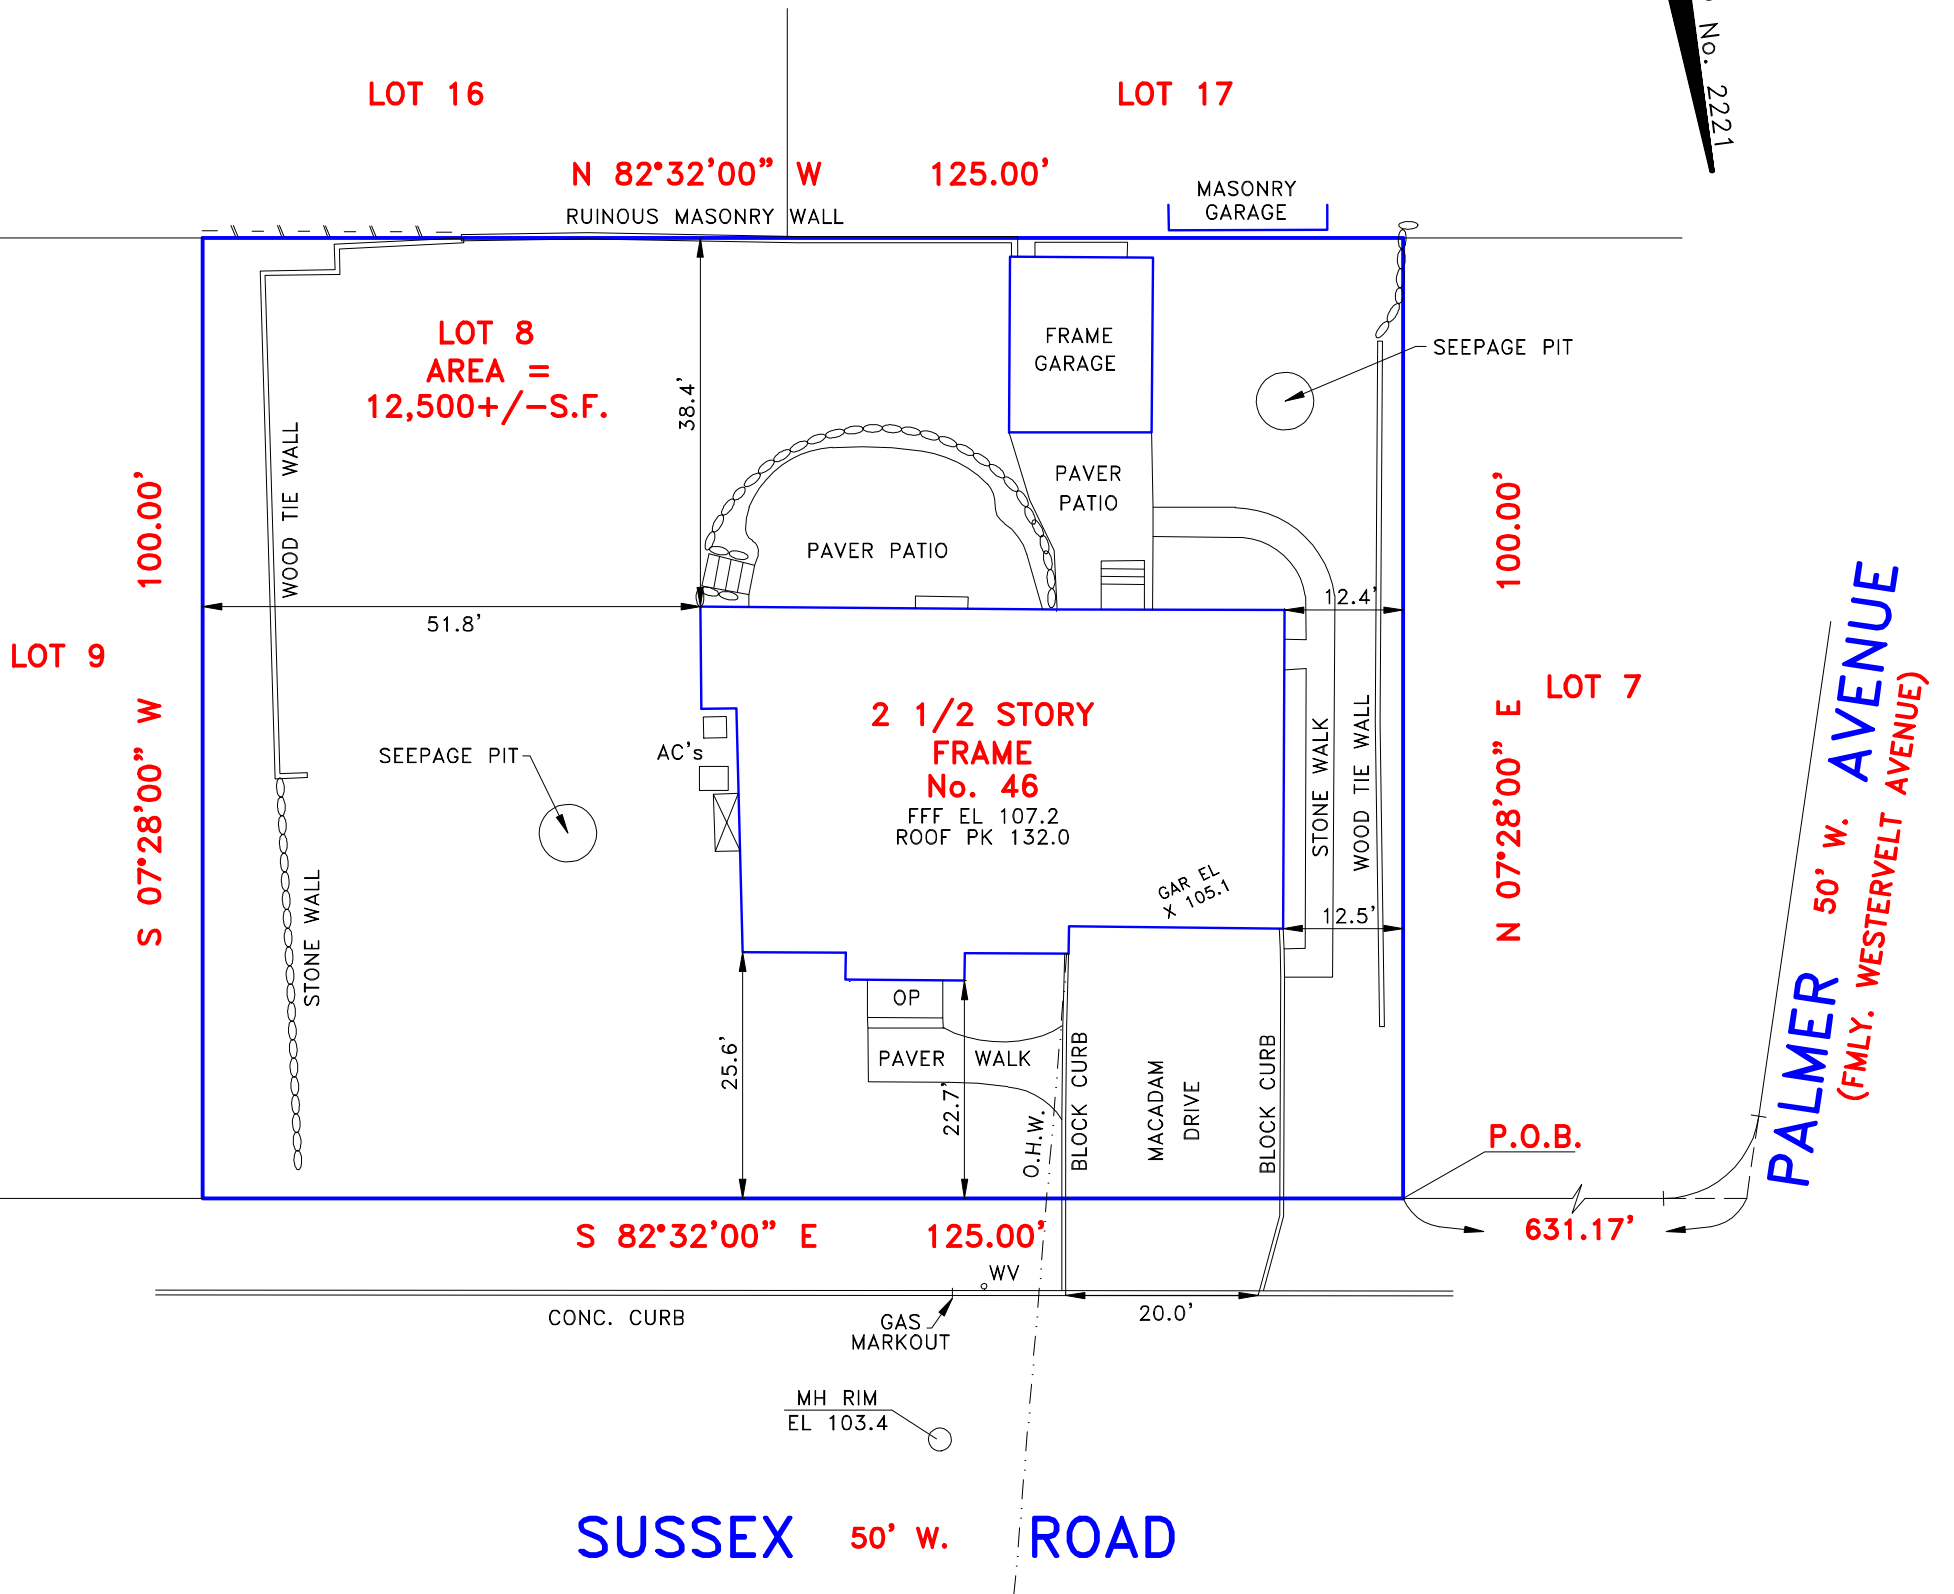 No. 2221
LOT 16
LOT 17
N 82°32'00" W 125.00'
RUINOUS MASONRY WALL
MASONRY
GARAGE
LOT 8
AREA =
12,500+/-S.F.
38.4'
FRAME
GARAGE
SEEPAGE PIT
WOOD TIE WALL
PAVER
PATIO
PAVER PATIO
S 07°28'00" W 100.00'
N 07°28'00" E 100.00'
51.8'
12.4'
LOT 9
LOT 7
2 1/2 STORY
FRAME
No. 46
FFF EL 107.2
ROOF PK 132.0
AC's
SEEPAGE PIT
GAR EL
X 105.1
STONE WALK
WOOD TIE WALL
12.5'
STONE WALL
OP
PAVER WALK
25.6'
22.7'
O.H.W.
BLOCK CURB
MACADAM
DRIVE
BLOCK CURB
PALMER 50' W. AVENUE
(FMLY. WESTERVELT AVENUE)
P.O.B.
631.17'
S 82°32'00" E 125.00'
WV
CONC. CURB
GAS
MARKOUT
20.0'
MH RIM
EL 103.4
SUSSEX 50' W. ROAD